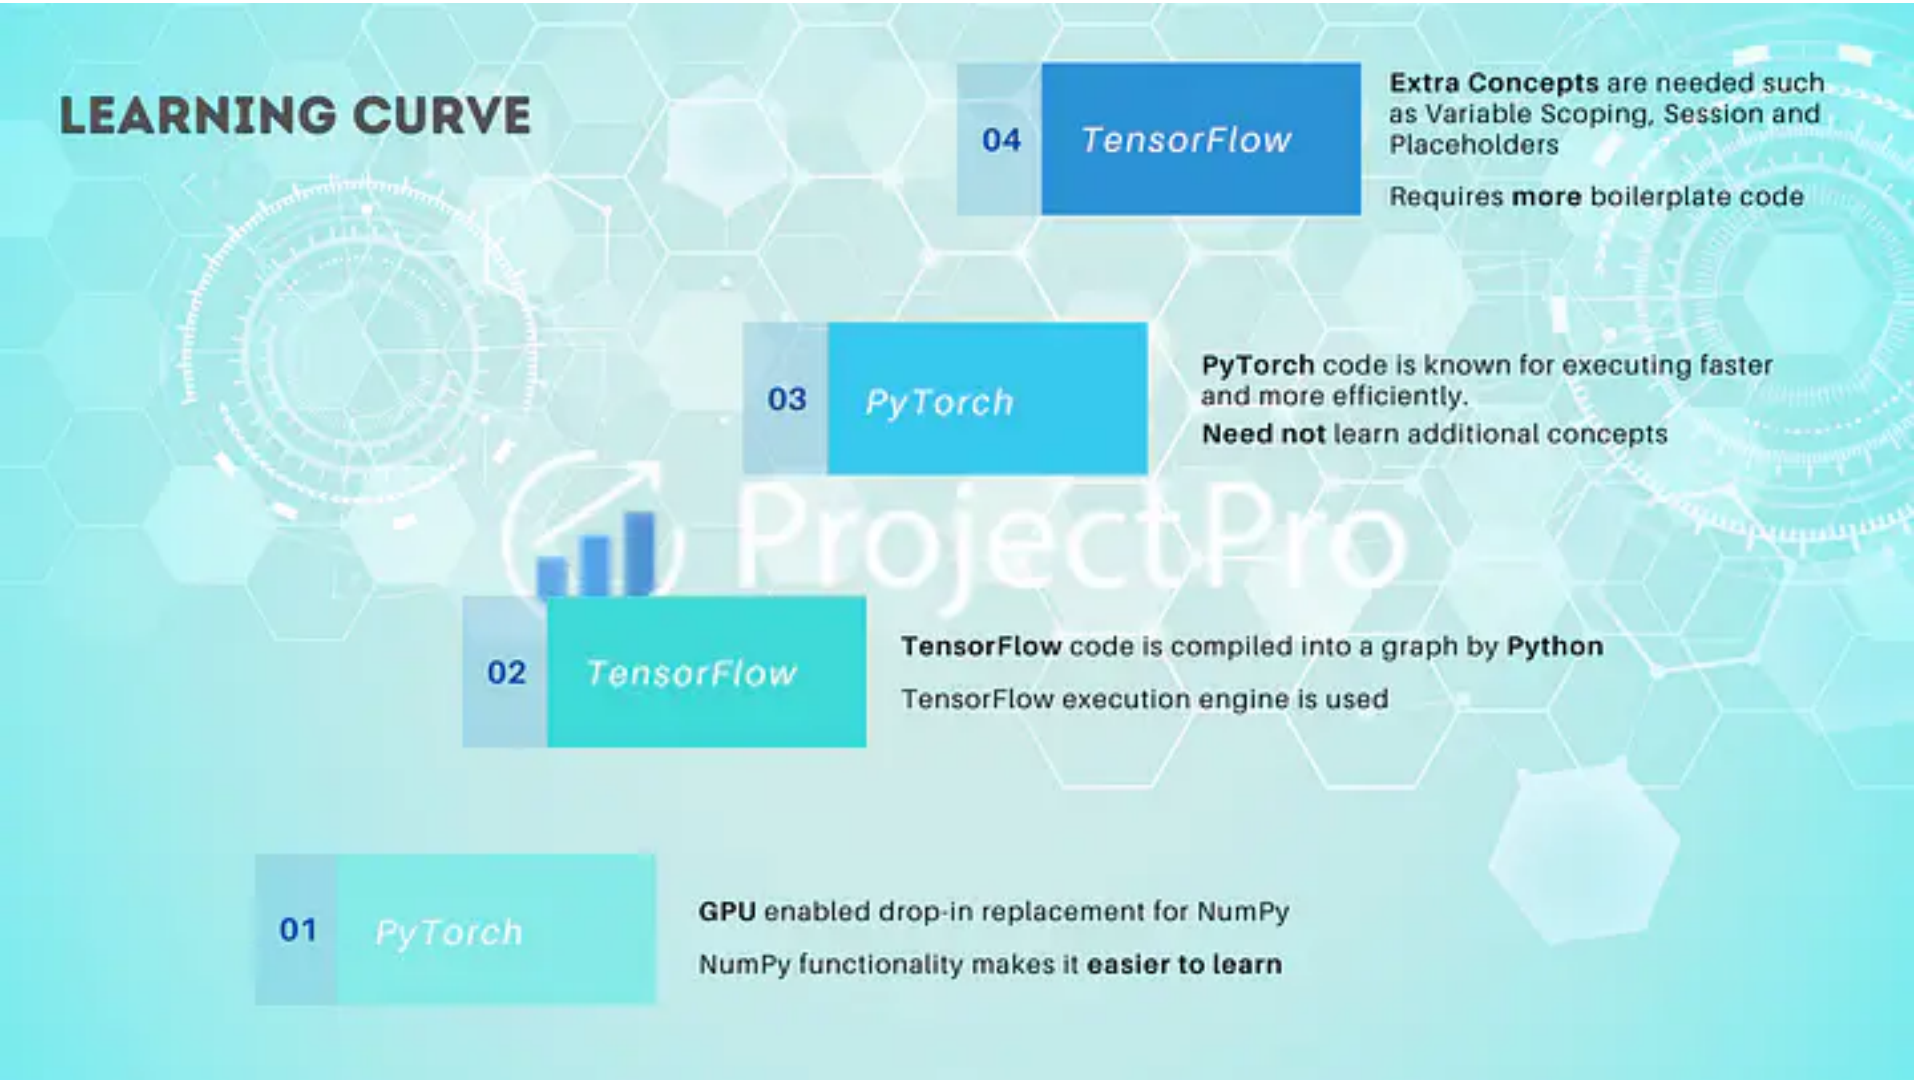 LEARNING CURVE
04
TensorFlow
Extra Concepts are needed such
as Variable Scoping, Session and
Placeholders
Requires more boilerplate code
03
PyTorch
PyTorch code is known for executing faster
and more efficiently.
Need not learn additional concepts
ProjectPro
02
TensorFlow
TensorFlow code is compiled into a graph by Python
TensorFlow execution engine is used
01
PyTorch
GPU enabled drop-in replacement for NumPy
NumPy functionality makes it easier to learn